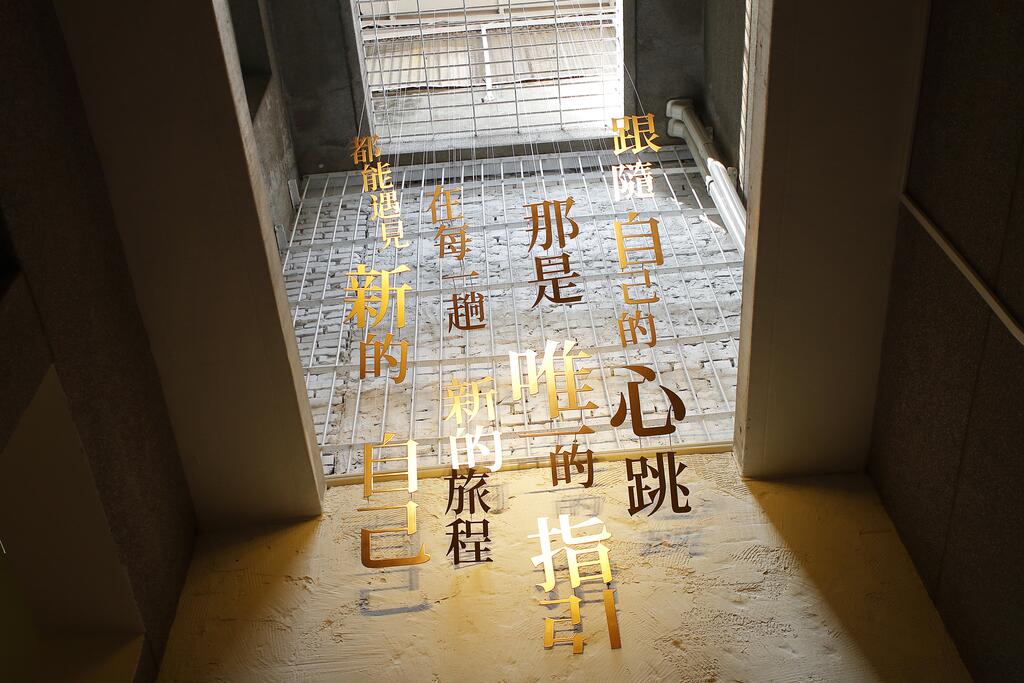 跟隨自己的心跳
那是唯一的指引
在每一趟新的旅程
都能遇見新的自己